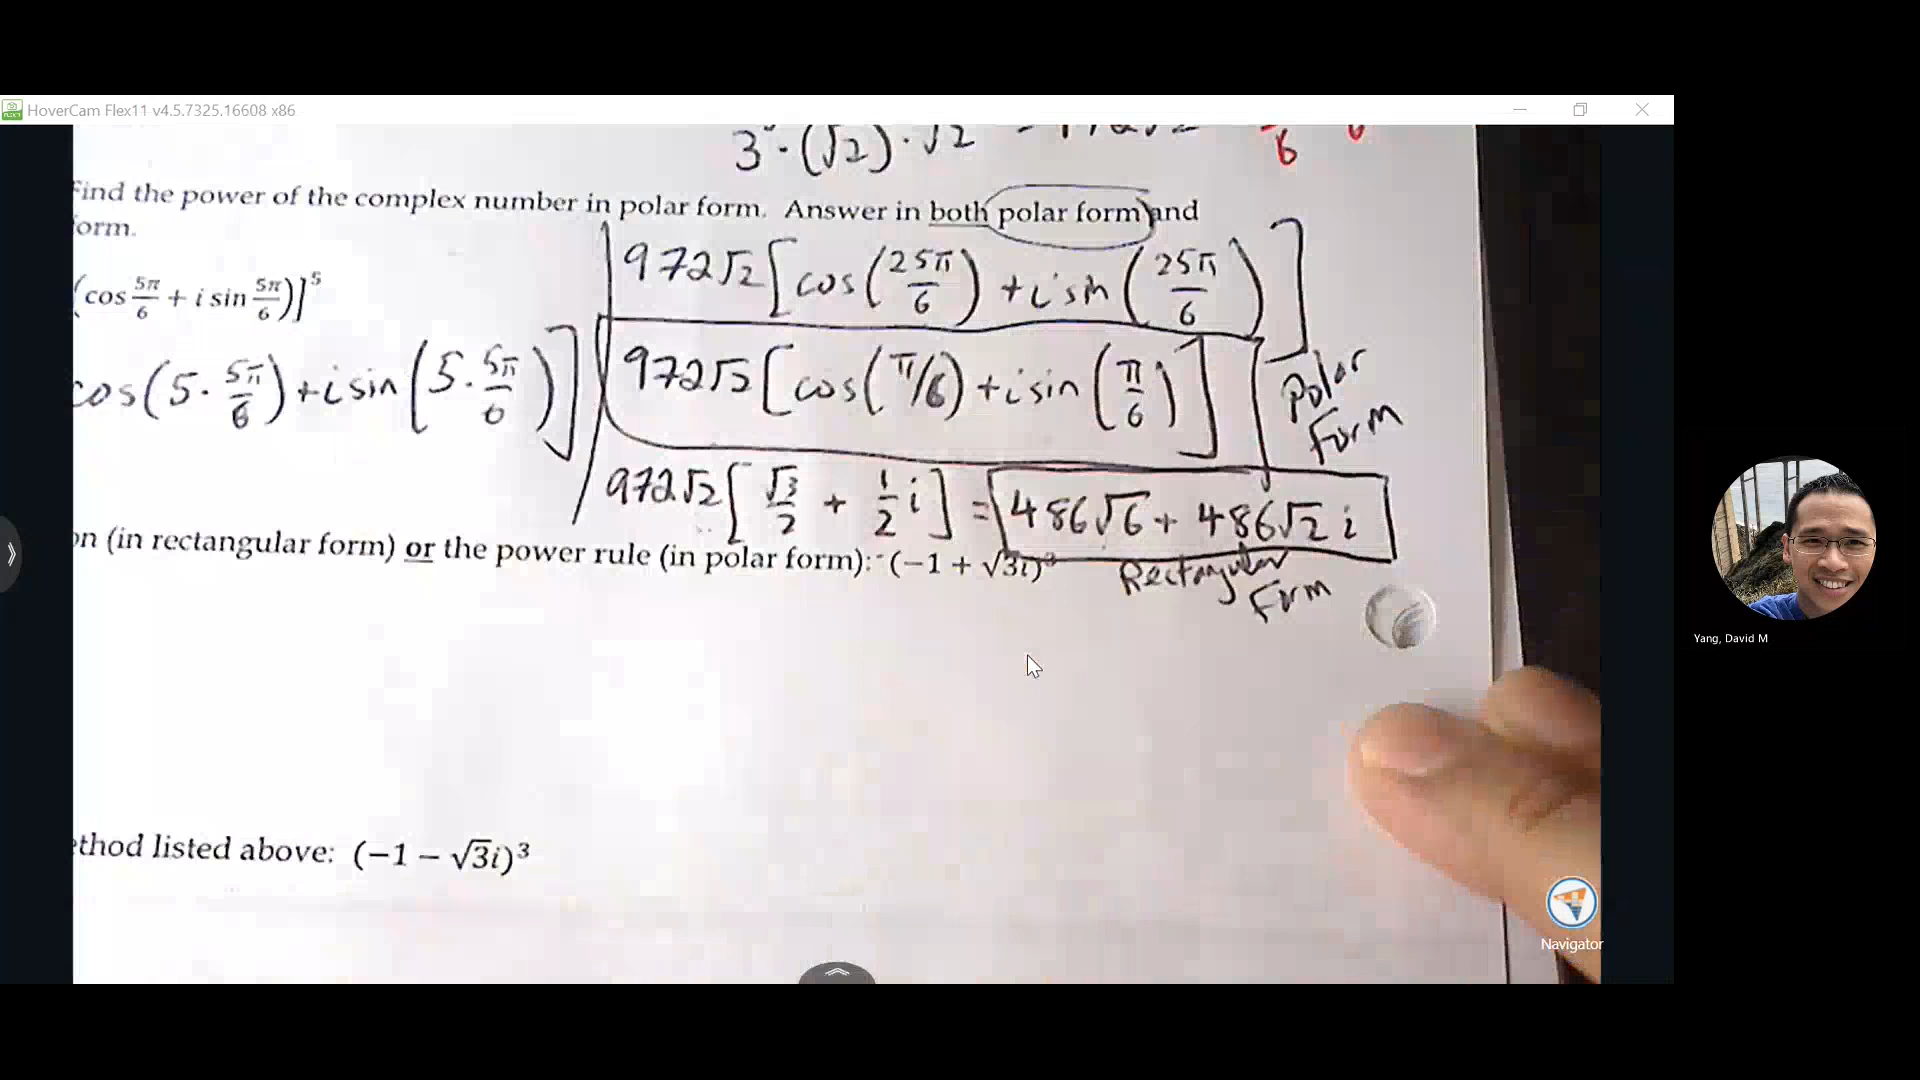 HoverCam Flex11 v4.5.7325.16608 x86
3 · (√2) · √2
6
Find the power of the complex number in polar form. Answer in both polar form and
form.
(cos 5π/6 + i sin 5π/6)]^5
972√2 [cos(25π/6) + i sin(25π/6)]
cos(5 · 5π/6) + i sin(5 · 5π/6)]
972√2 [cos(π/6) + i sin(π/6)]
Polar
Form
972√2 [√3/2 + 1/2 i] = 486√6 + 486√2 i
on (in rectangular form) or the power rule (in polar form): (−1 + √3i)³
Rectangular
Form
ethod listed above: (−1 − √3i)³
Navigator
Yang, David M